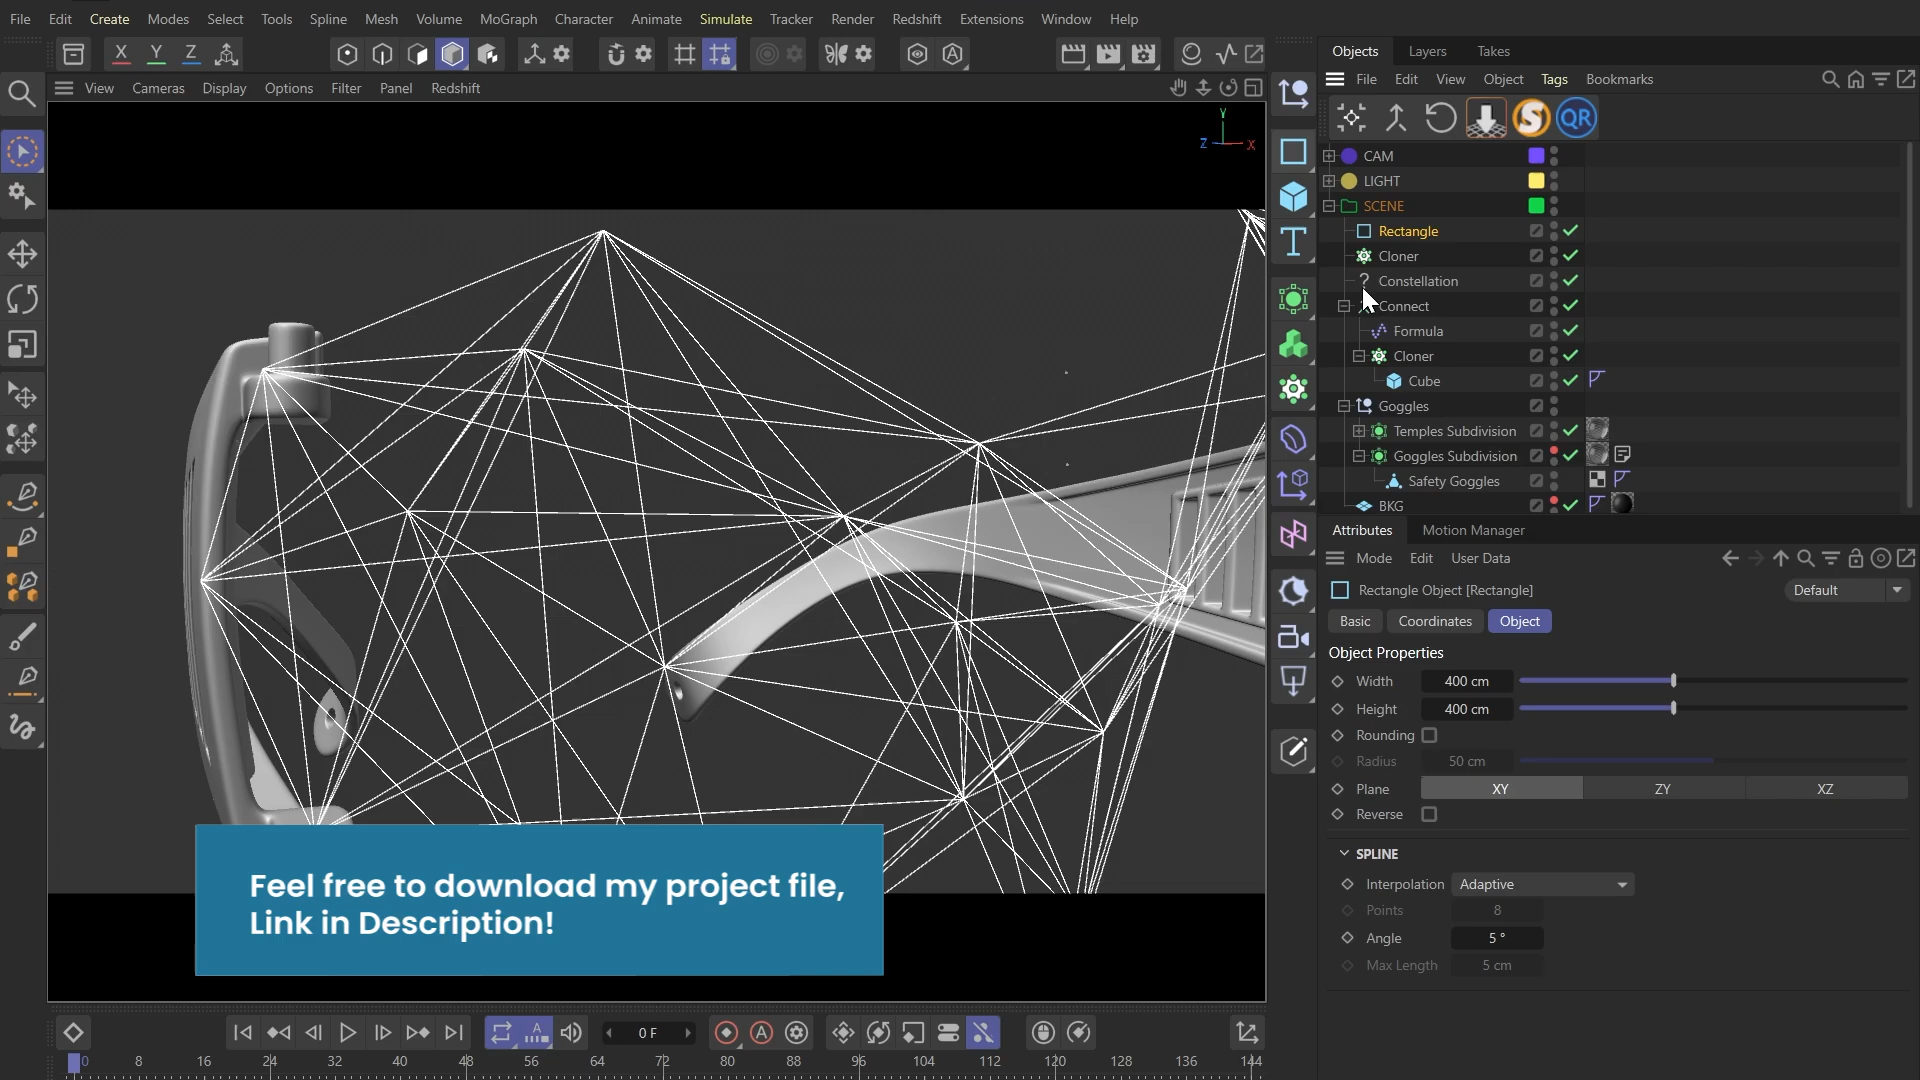 File Edit Create Modes Select Tools Spline Mesh Volume MoGraph Character Animate Simulate Tracker Render Redshift Extensions Window Help
X Y Z
Objects Layers Takes
View Cameras Display Options Filter Panel Redshift
File Edit View Object Tags Bookmarks
S QR
Y
Z X
T
CAM
LIGHT
SCENE
Rectangle
Cloner
? Constellation
Connect
Formula
Cloner
Cube
Goggles
Temples Subdivision
Goggles Subdivision
Safety Goggles
BKG
Attributes Motion Manager
Mode Edit User Data
Rectangle Object [Rectangle] Default
Basic Coordinates Object
Object Properties
Width 400 cm
Height 400 cm
Rounding
Radius 50 cm
Plane XY ZY XZ
Reverse
SPLINE
Interpolation Adaptive
Points 8
Angle 5 °
Max Length 5 cm
Feel free to download my project file,
Link in Description!
A 0 F A
0 8 16 24 32 40 48 56 64 72 80 88 96 104 112 120 128 136 144